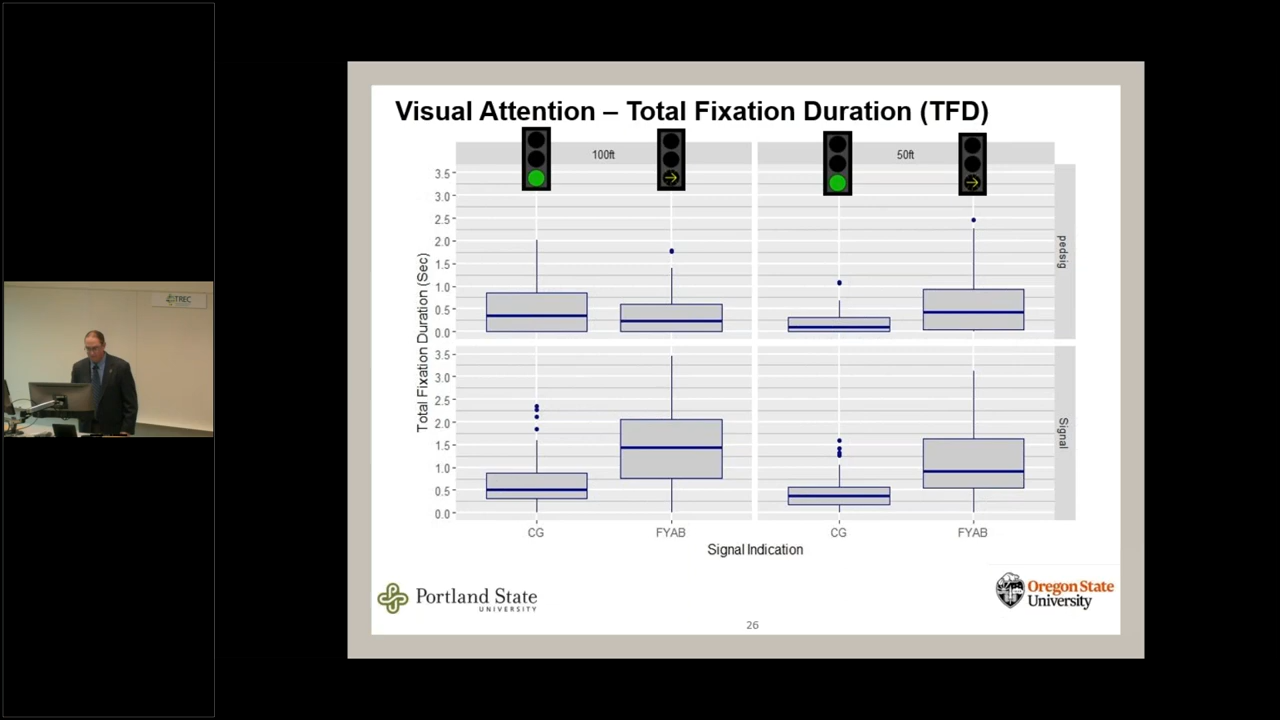 Visual Attention – Total Fixation Duration (TFD)
100ft
50ft
3.5
3.0
2.5
2.0
1.5
1.0
0.5
0.0
pedsig
3.5
3.0
2.5
2.0
1.5
1.0
0.5
0.0
Signal
Total Fixation Duration (Sec)
CG
FYAB
CG
FYAB
Signal Indication
Portland State
UNIVERSITY
Oregon State
University
26
TREC